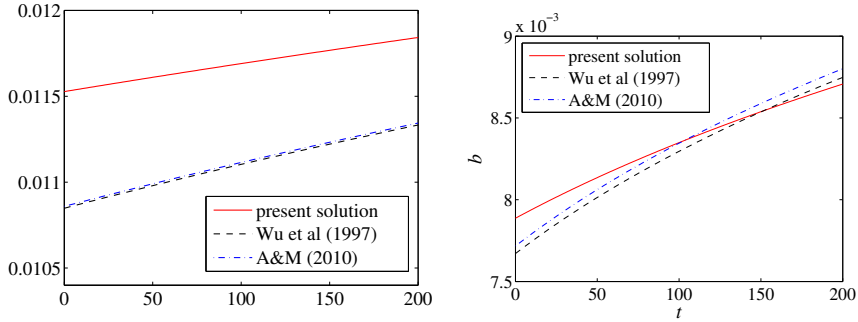 0.012
0.0115
0.011
0.0105
0 50 100 150 200
present solution
Wu et al (1997)
A&M (2010)
9 x 10⁻³
8.5
8
7.5
b
0 50 100 150 200
t
present solution
Wu et al (1997)
A&M (2010)